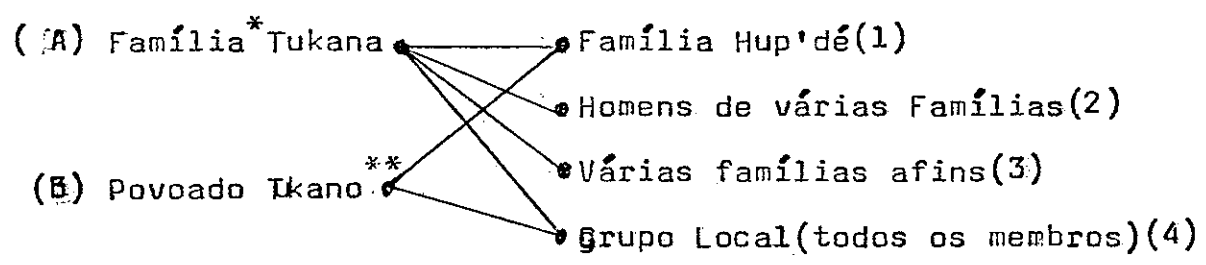 (A) Família* Tukana Família Hup'dé(1)
Homens de várias Famílias(2)
(B) Povoado Tkano** Várias famílias afins(3)
Grupo Local(todos os membros)(4)